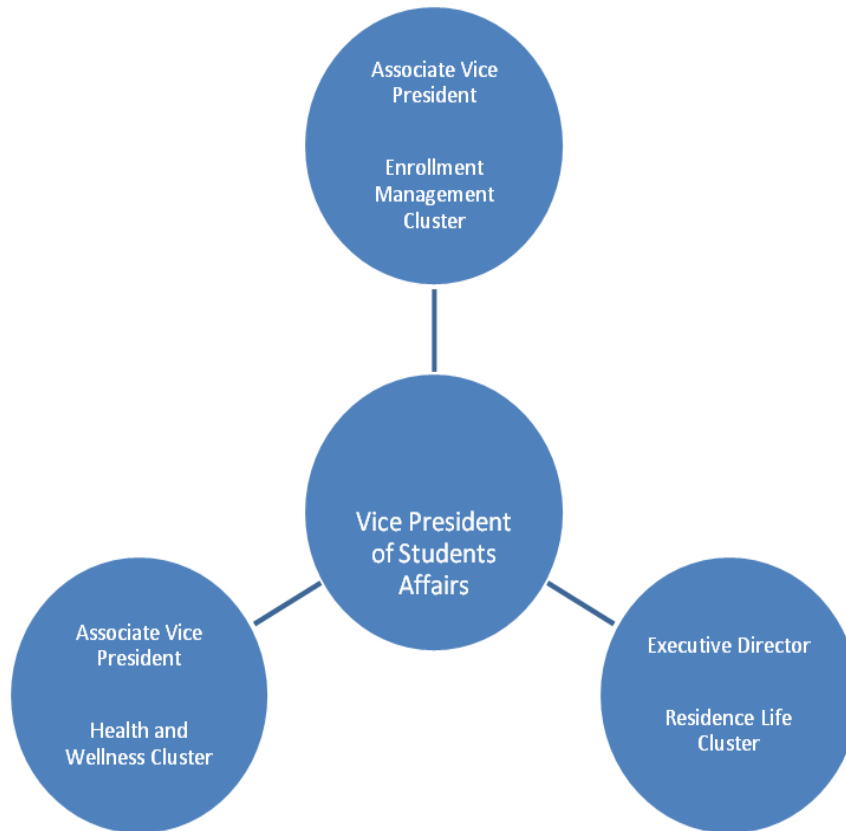 Associate Vice
President
Enrollment
Management
Cluster
Vice President
of Students
Affairs
Associate Vice
President
Health and
Wellness Cluster
Executive Director
Residence Life
Cluster